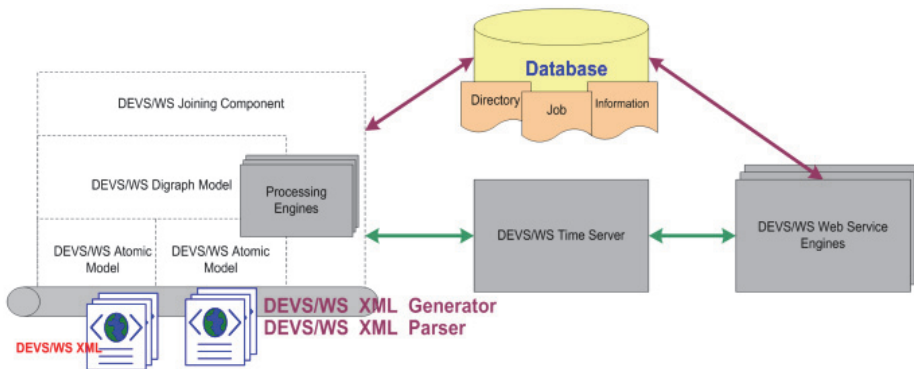 Database
Directory
Job
Information
DEVS/WS Joining Component
DEVS/WS Digraph Model
Processing
Engines
DEVS/WS Atomic
Model
DEVS/WS Atomic
Model
DEVS/WS Time Server
DEVS/WS Web Service
Engines
DEVS/WS XML Generator
DEVS/WS XML Parser
DEVS/WS XML